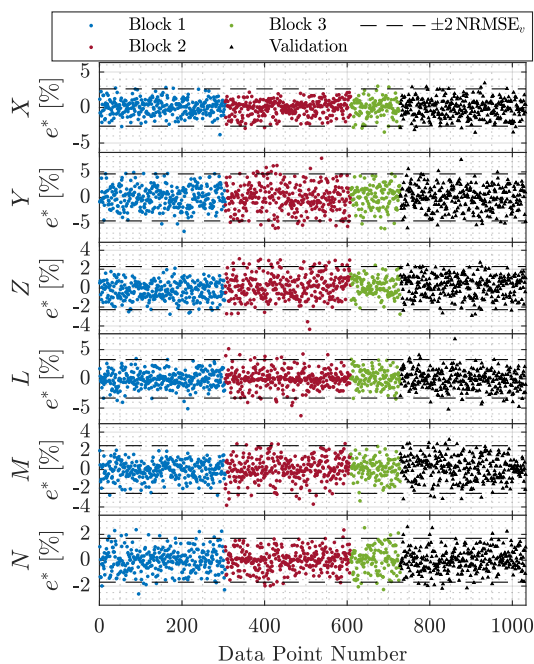 Block 1
Block 3
±2 NRMSEᵥ
Block 2
Validation
X
e* [%]
5
0
-5
Y
e* [%]
5
0
-5
Z
e* [%]
4
2
0
-2
-4
L
e* [%]
5
0
-5
M
e* [%]
4
2
0
-2
-4
N
e* [%]
2
0
-2
0 200 400 600 800 1000
Data Point Number